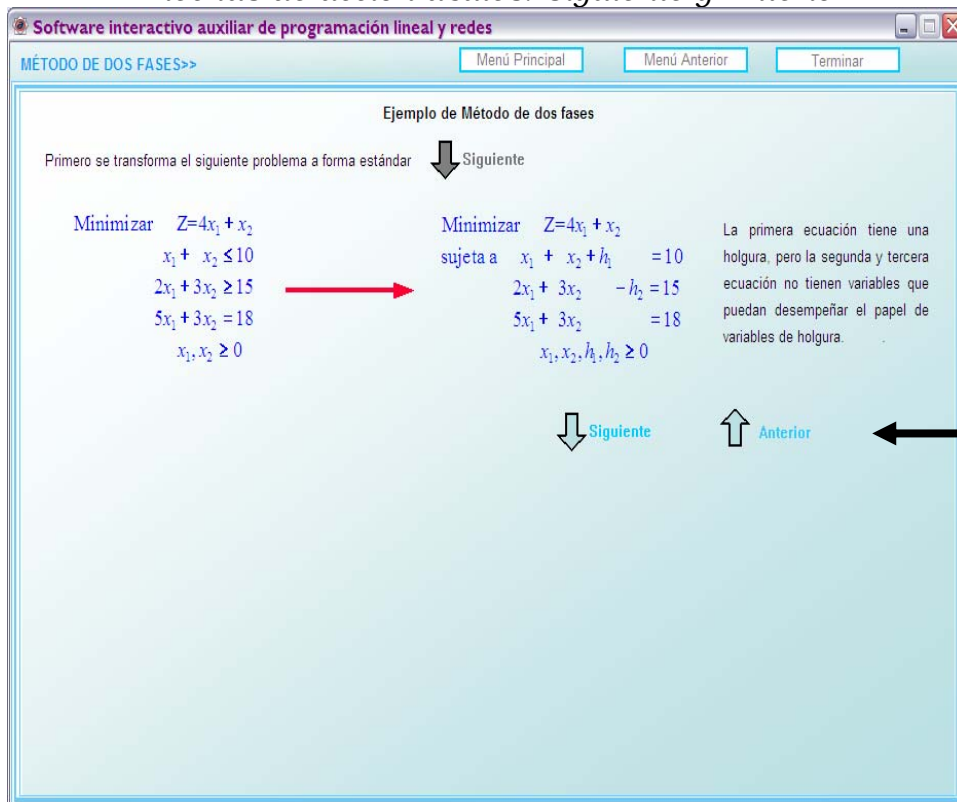 Software interactivo auxiliar de programación lineal y redes
MÉTODO DE DOS FASES>>
Menú Principal
Menú Anterior
Terminar
Ejemplo de Método de dos fases
Primero se transforma el siguiente problema a forma estándar
Siguiente
Minimizar Z=4x₁ + x₂
x₁ + x₂ ≤ 10
2x₁ + 3x₂ ≥ 15
5x₁ + 3x₂ = 18
x₁, x₂ ≥ 0
Minimizar Z=4x₁ + x₂
sujeta a x₁ + x₂ + h₁ = 10
2x₁ + 3x₂ - h₂ = 15
5x₁ + 3x₂ = 18
x₁, x₂, h₁, h₂ ≥ 0
La primera ecuación tiene una
holgura, pero la segunda y tercera
ecuación no tienen variables que
puedan desempeñar el papel de
variables de holgura. .
Siguiente
Anterior